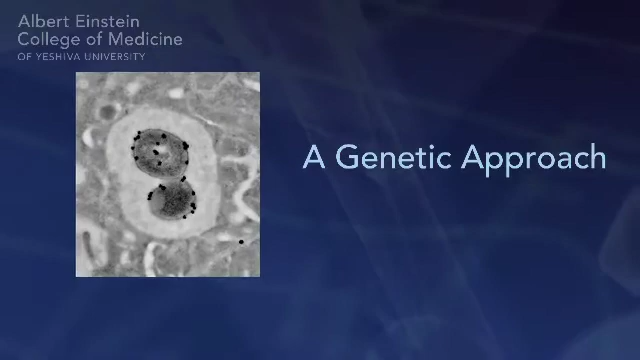 Albert Einstein
College of Medicine
OF YESHIVA UNIVERSITY
A Genetic Approach